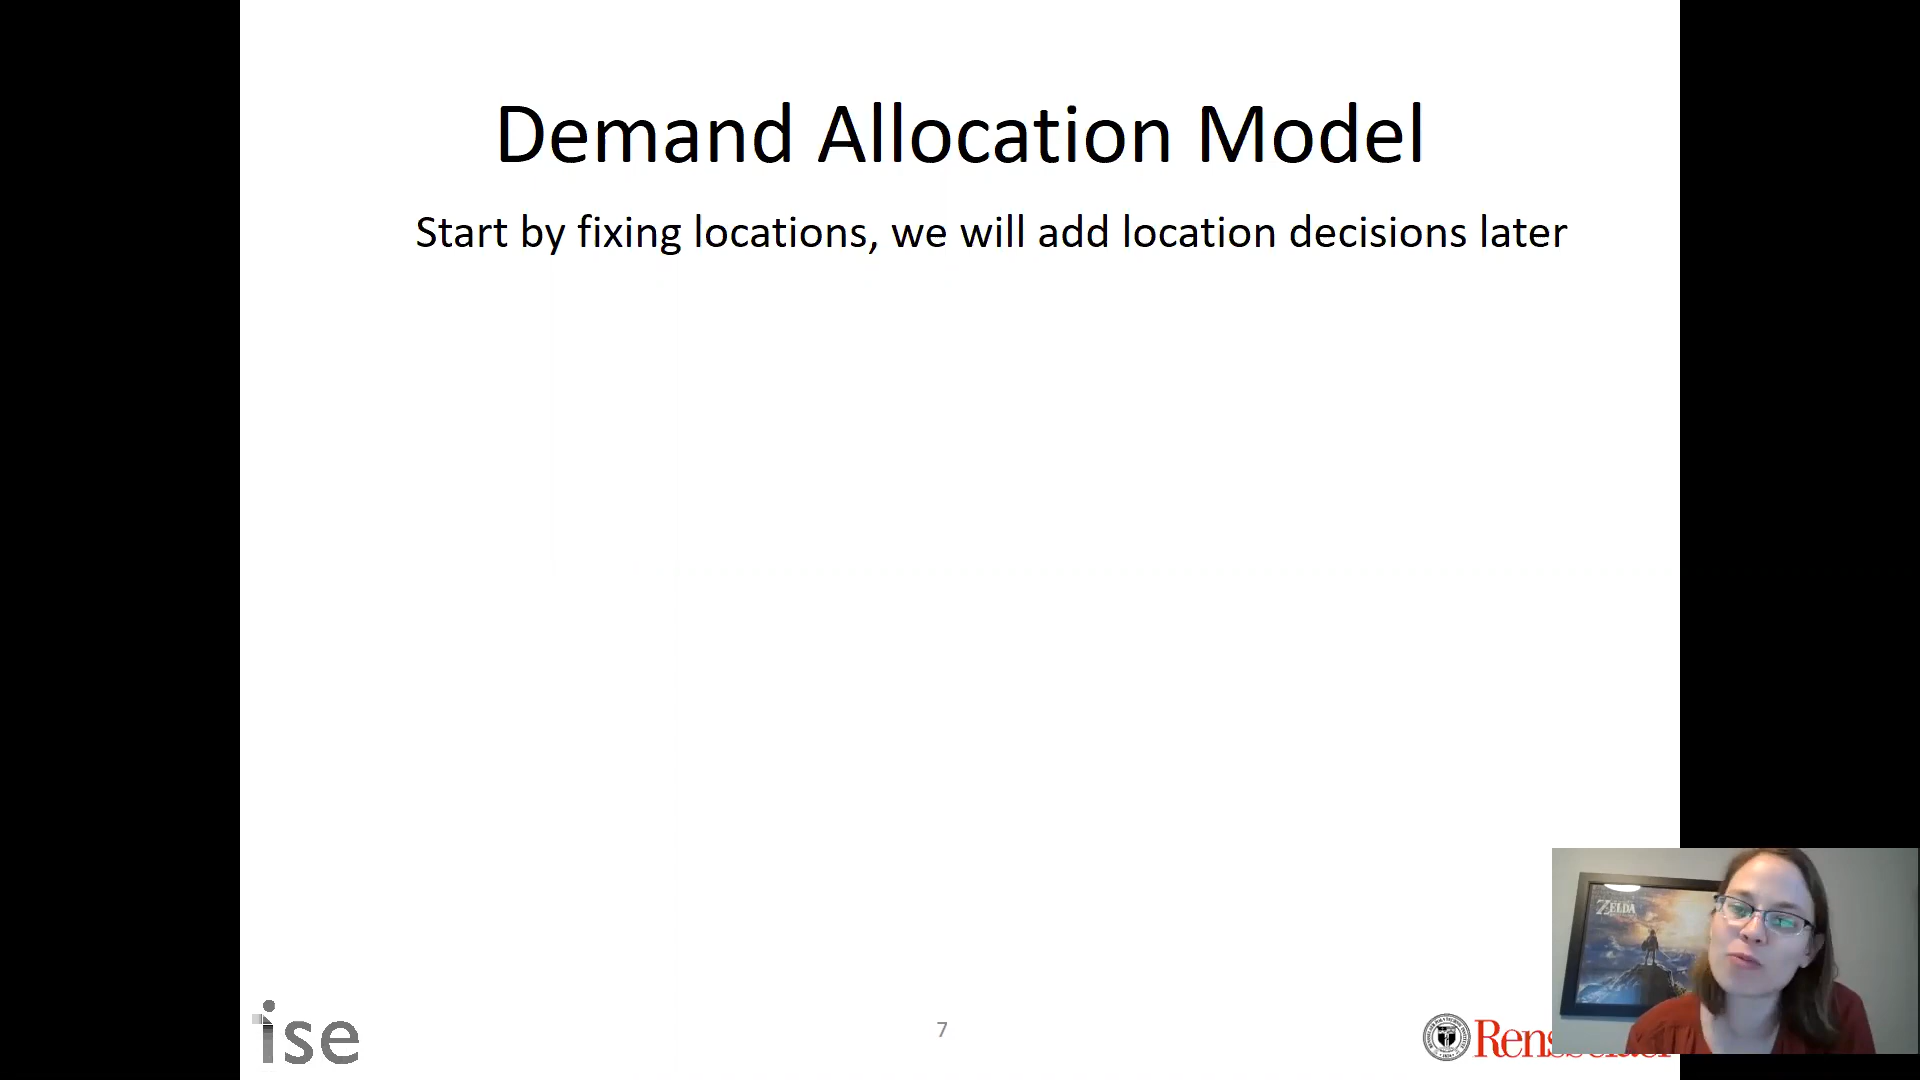 Demand Allocation Model
Start by fixing locations, we will add location decisions later
ZELDA
ise
7